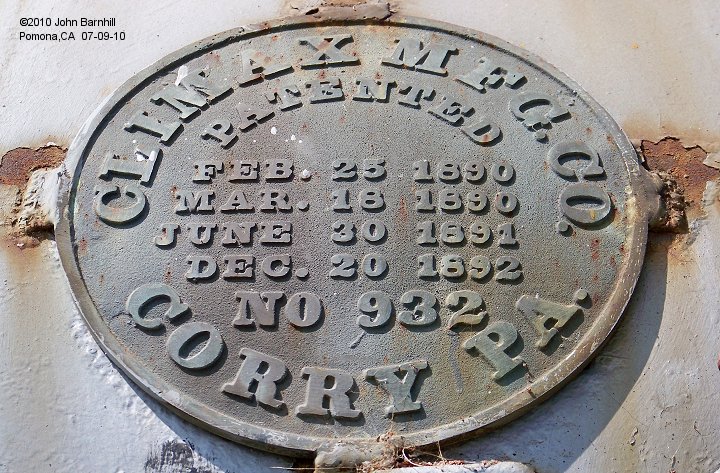 ©2010 John Barnhill
Pomona,CA 07-09-10
CLIMAX MFG. CO.
PATENTED
FEB. 25 1890
MAR. 18 1890
JUNE 30 1891
DEC. 20 1892
NO 932
CORRY PA.